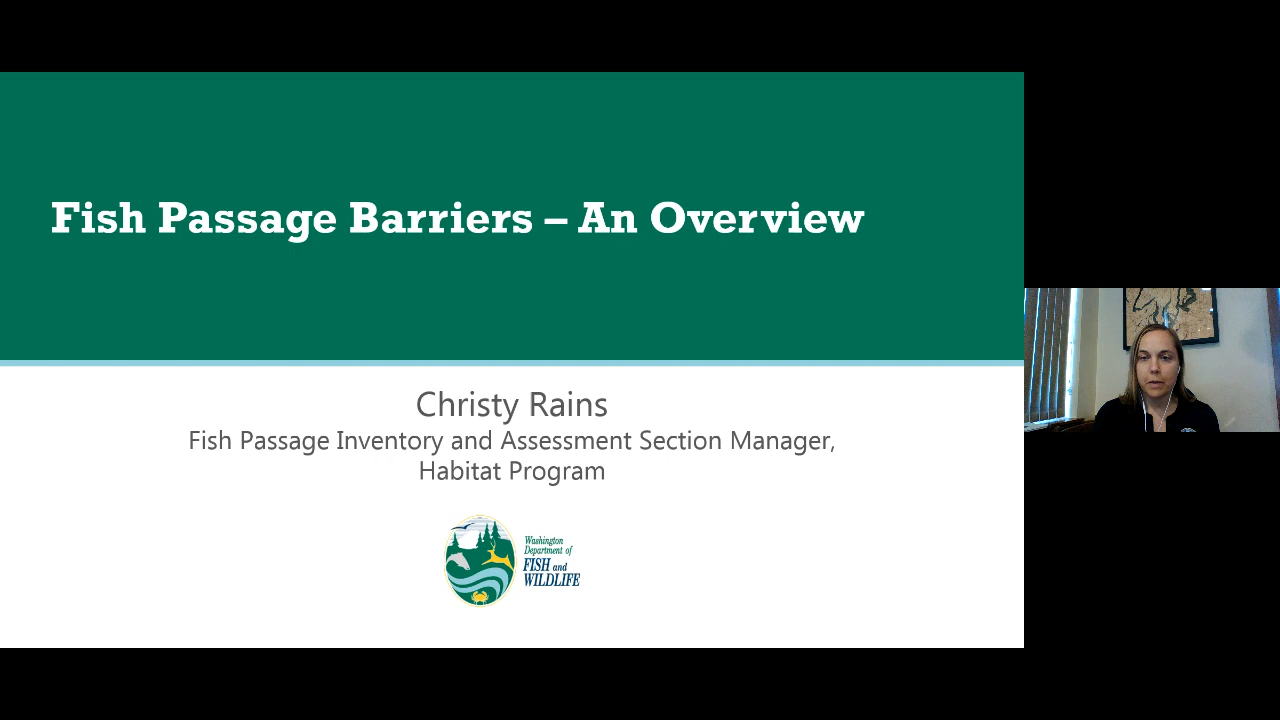 Fish Passage Barriers – An Overview
Christy Rains
Fish Passage Inventory and Assessment Section Manager,
Habitat Program
Washington
Department of
FISH and
WILDLIFE